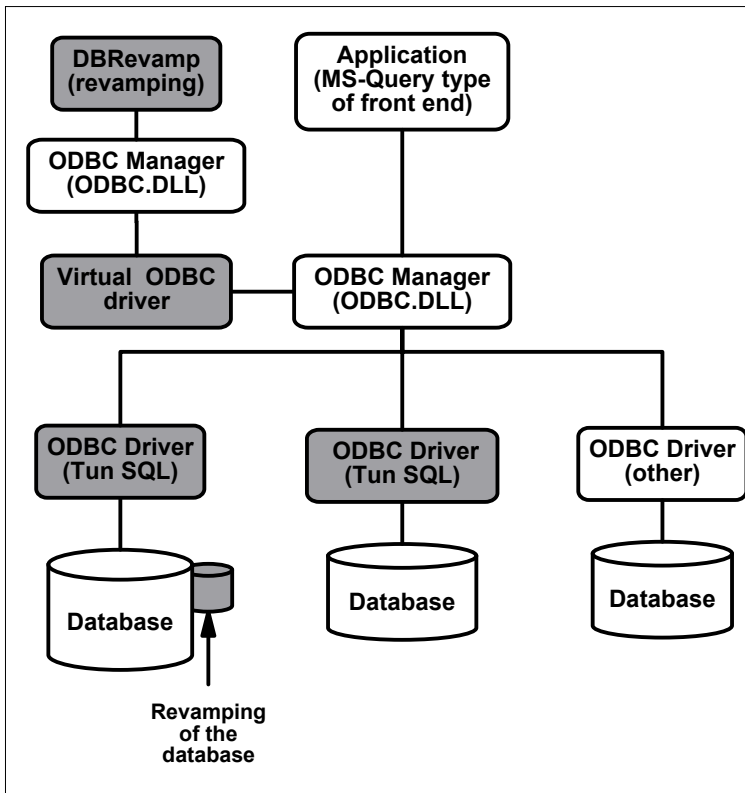 DBRevamp
(revamping)
Application
(MS-Query type
of front end)
ODBC Manager
(ODBC.DLL)
Virtual ODBC
driver
ODBC Manager
(ODBC.DLL)
ODBC Driver
(Tun SQL)
ODBC Driver
(Tun SQL)
ODBC Driver
(other)
Database
Database
Database
Revamping
of the
database